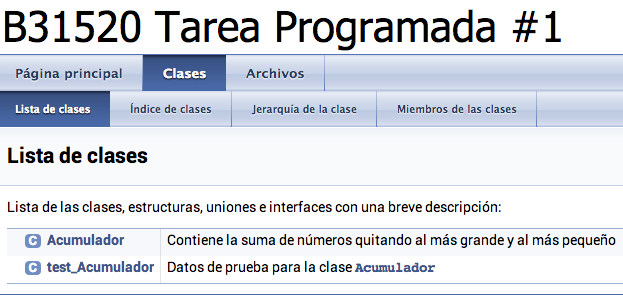 B31520 Tarea Programada #1
Página principal Clases Archivos
Lista de clases Índice de clases Jerarquía de la clase Miembros de las clases
Lista de clases
Lista de las clases, estructuras, uniones e interfaces con una breve descripción:
C Acumulador Contiene la suma de números quitando al más grande y al más pequeño
C test_Acumulador Datos de prueba para la clase Acumulador